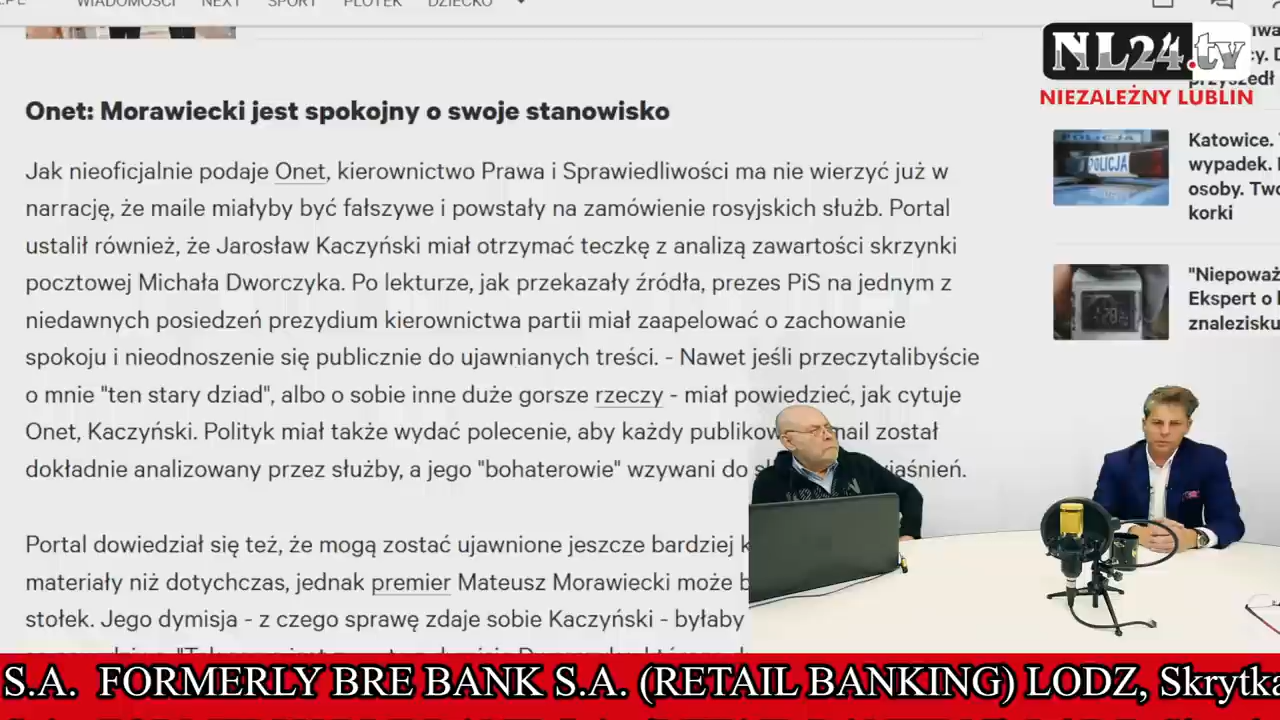 WIADOMOŚCI NEXT SPORT PLOTEK DZIECKO
NL24.tv
NIEZALEŻNY LUBLIN
Onet: Morawiecki jest spokojny o swoje stanowisko
Jak nieoficjalnie podaje Onet, kierownictwo Prawa i Sprawiedliwości ma nie wierzyć już w
narrację, że maile miałyby być fałszywe i powstały na zamówienie rosyjskich służb. Portal
ustalił również, że Jarosław Kaczyński miał otrzymać teczkę z analizą zawartości skrzynki
pocztowej Michała Dworczyka. Po lekturze, jak przekazały źródła, prezes PiS na jednym z
niedawnych posiedzeń prezydium kierownictwa partii miał zaapelować o zachowanie
spokoju i nieodnoszenie się publicznie do ujawnianych treści. - Nawet jeśli przeczytalibyście
o mnie "ten stary dziad", albo o sobie inne duże gorsze rzeczy - miał powiedzieć, jak cytuje
Onet, Kaczyński. Polityk miał także wydać polecenie, aby każdy publikow mail został
dokładnie analizowany przez służby, a jego "bohaterowie" wzywani do
Portal dowiedział się też, że mogą zostać ujawnione jeszcze bardziej
materiały niż dotychczas, jednak premier Mateusz Morawiecki może
stołek. Jego dymisja - z czego sprawę zdaje sobie Kaczyński - byłaby
przyszedł
POLICJA
Katowice.
wypadek.
osoby.
korki
"Niepoważ
Ekspert o
znalezisku
S.A. FORMERLY BRE BANK S.A. (RETAIL BANKING) LODZ, Skrytka